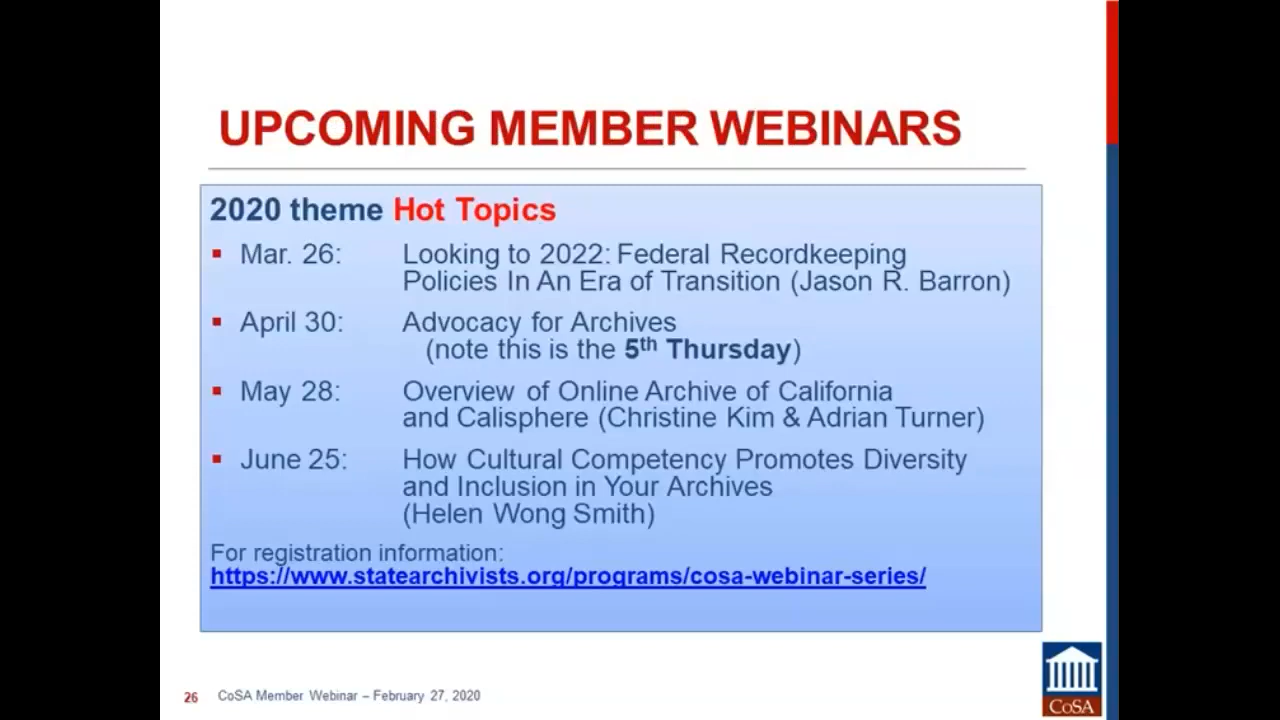 UPCOMING MEMBER WEBINARS
2020 theme Hot Topics
▪ Mar. 26: Looking to 2022: Federal Recordkeeping
Policies In An Era of Transition (Jason R. Barron)
▪ April 30: Advocacy for Archives
(note this is the 5th Thursday)
▪ May 28: Overview of Online Archive of California
and Calisphere (Christine Kim & Adrian Turner)
▪ June 25: How Cultural Competency Promotes Diversity
and Inclusion in Your Archives
(Helen Wong Smith)
For registration information:
https://www.statearchivists.org/programs/cosa-webinar-series/
26 CoSA Member Webinar – February 27, 2020
CoSA